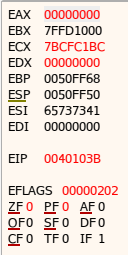 EAX 00000000
EBX 7FFD1000
ECX 7BCFC1BC
EDX 00000000
EBP 0050FF68
ESP 0050FF50
ESI 65737341
EDI 00000000
EIP 0040103B
EFLAGS 00000202
ZF 0 PF 0 AF 0
OF 0 SF 0 DF 0
CF 0 TF 0 IF 1